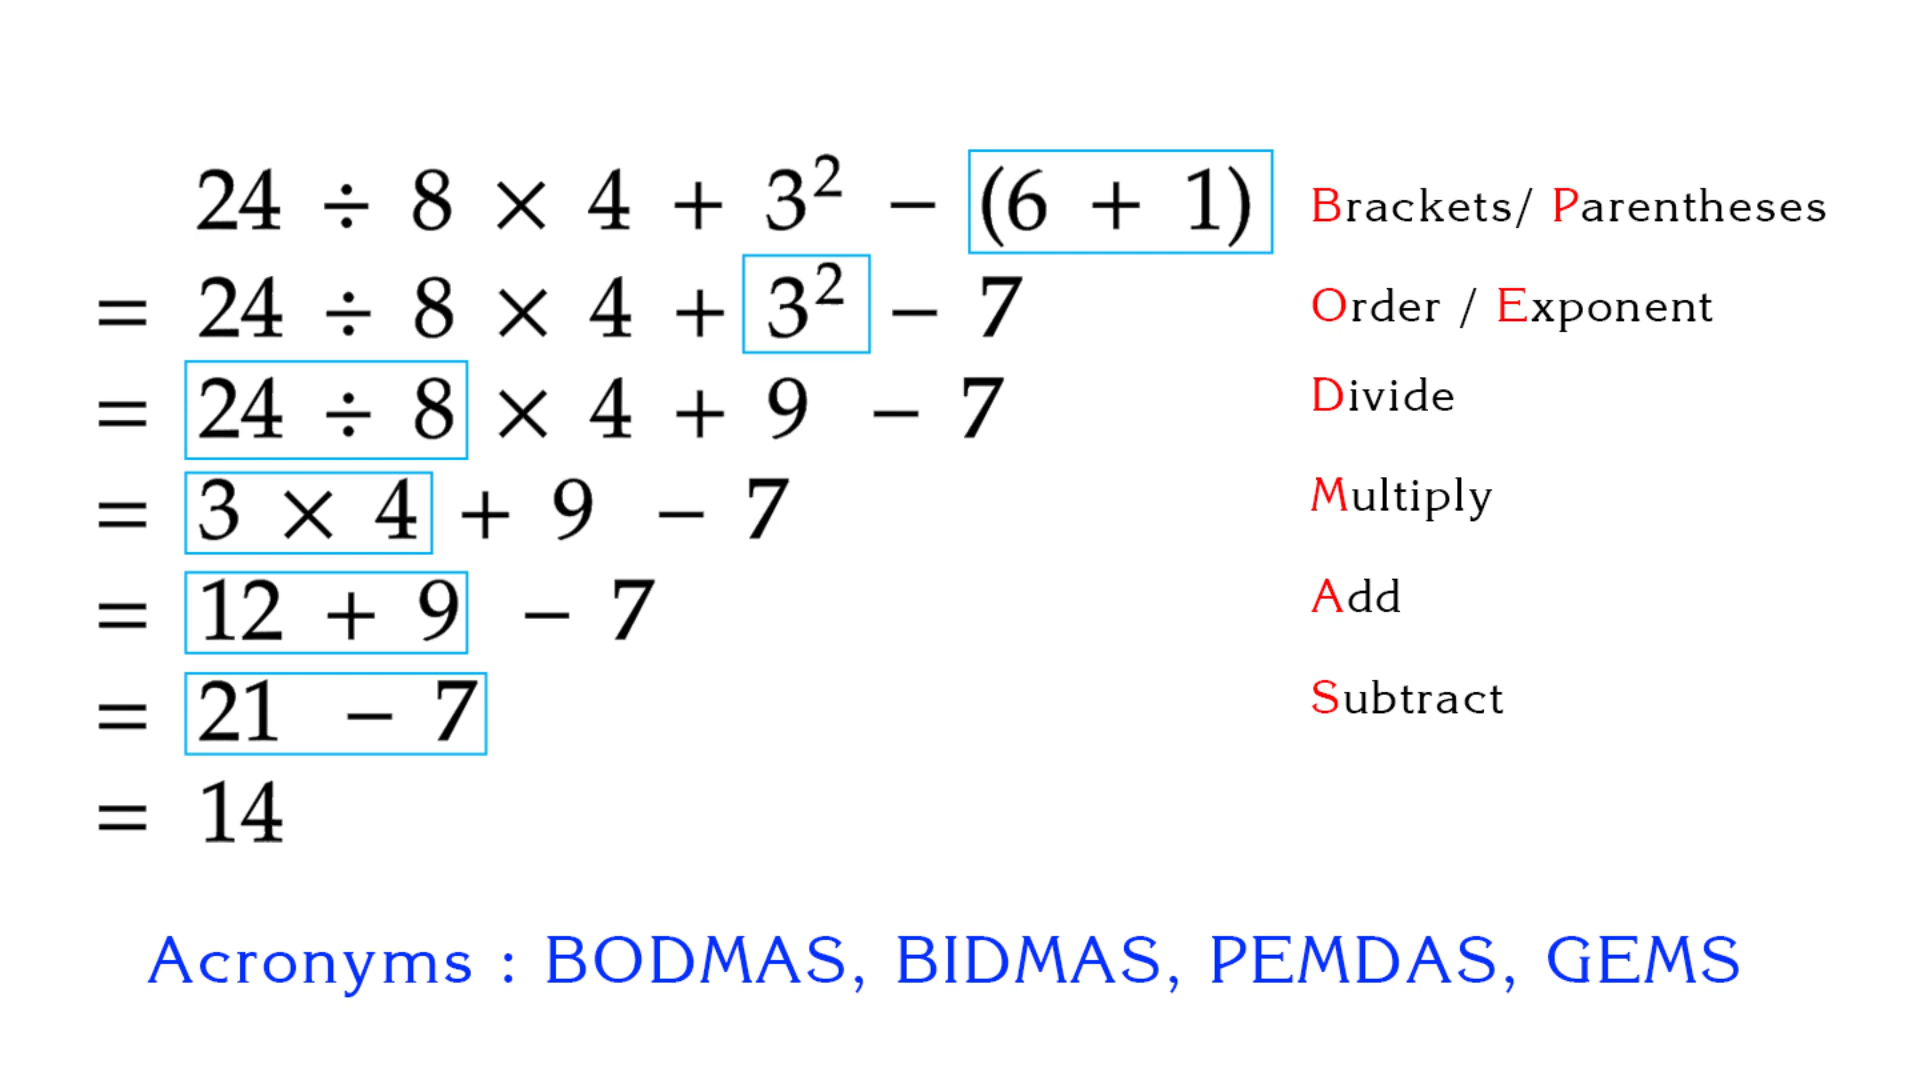 24 ÷ 8 × 4 + 3² − (6 + 1) Brackets/ Parentheses
= 24 ÷ 8 × 4 + 3² − 7 Order / Exponent
= 24 ÷ 8 × 4 + 9 − 7 Divide
= 3 × 4 + 9 − 7 Multiply
= 12 + 9 − 7 Add
= 21 − 7 Subtract
= 14
Acronyms : BODMAS, BIDMAS, PEMDAS, GEMS